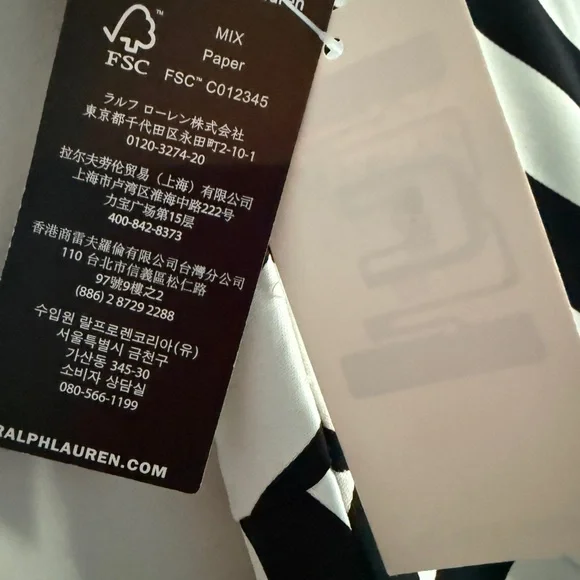 FSC
MIX
Paper
FSC™ C012345
ラルフ ローレン株式会社
東京都千代田区永田町2-10-1
0120-3274-20
拉尔夫劳伦贸易（上海）有限公司
上海市卢湾区淮海中路222号
力宝广场第15层
400-842-8373
香港商雷夫羅倫有限公司台灣分公司
110 台北市信義區松仁路
97號9樓之2
(886) 2 8729 2288
수입원 랄프로렌코리아(유)
서울특별시 금천구
가산동 345-30
소비자 상담실
080-566-1199
RALPHLAUREN.COM